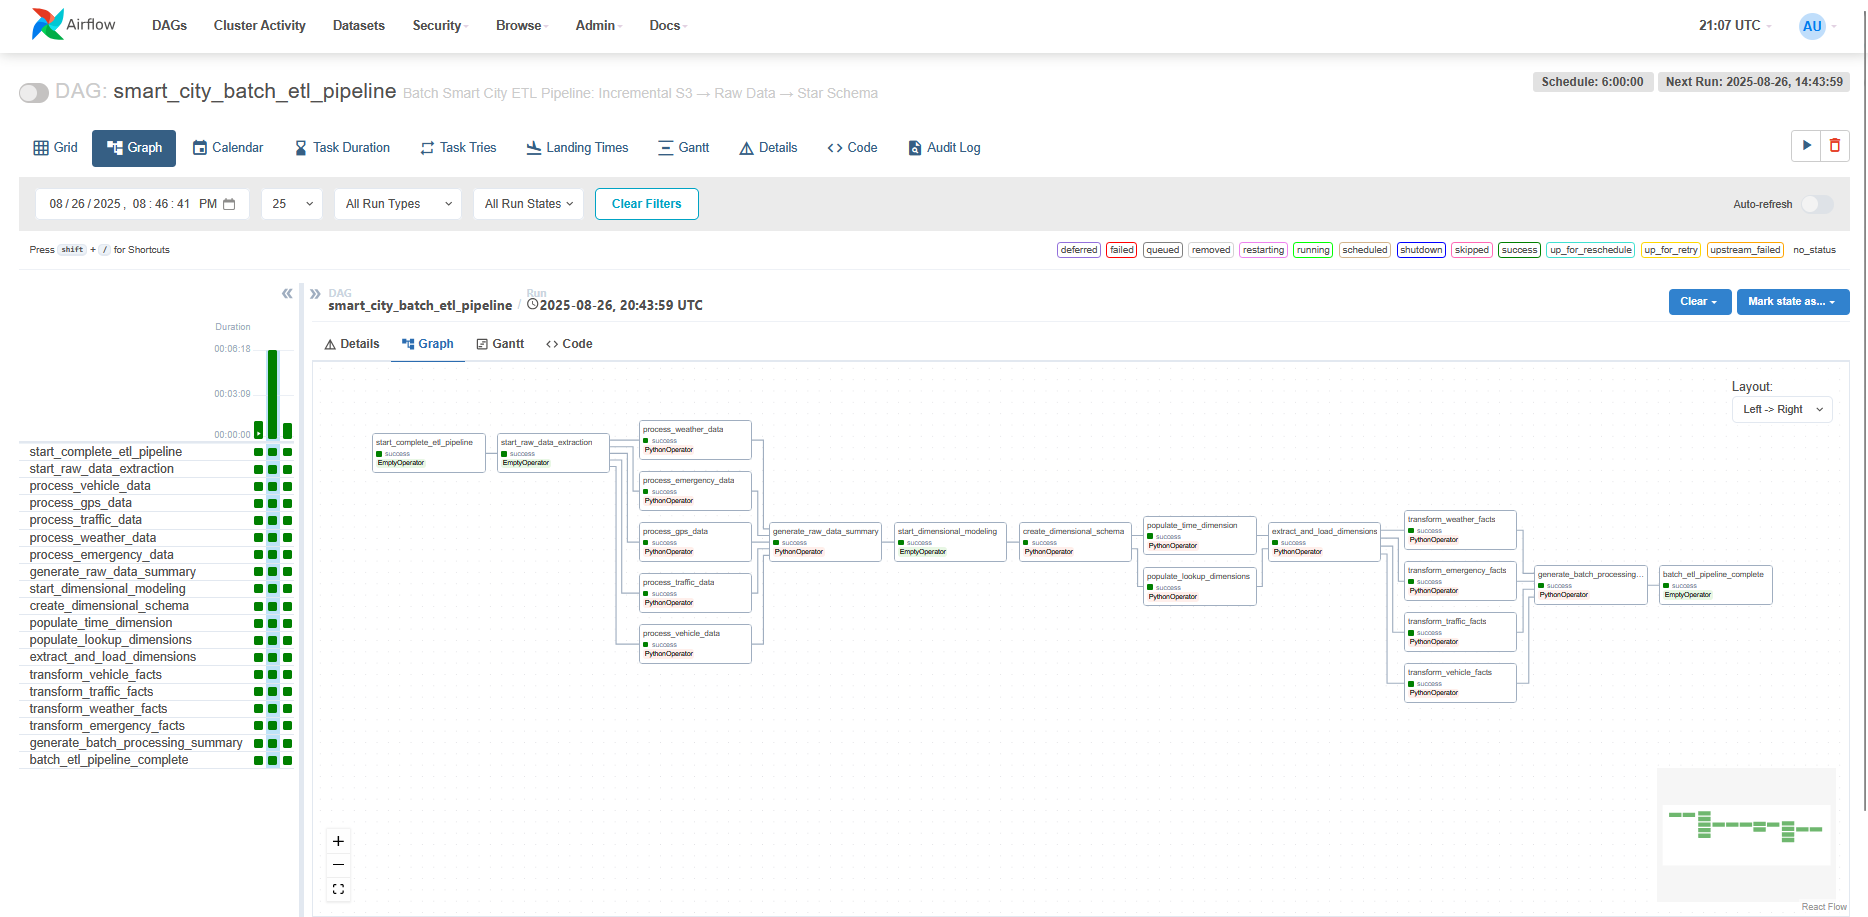 Airflow DAGs Cluster Activity Datasets Security Browse Admin Docs 21:07 UTC AU
DAG: smart_city_batch_etl_pipeline Batch Smart City ETL Pipeline: Incremental S3 → Raw Data → Star Schema
Schedule: 6:00:00 Next Run: 2025-08-26, 14:43:59
Grid Graph Calendar Task Duration Task Tries Landing Times Gantt Details Code Audit Log
08/26/2025, 08:46:41 PM 25 All Run Types All Run States Clear Filters Auto-refresh
Press shift + / for Shortcuts
deferred failed queued removed restarting running scheduled shutdown skipped success up_for_reschedule up_for_retry upstream_failed no_status
Duration
00:06:18
00:03:09
00:00:00
start_complete_etl_pipeline
start_raw_data_extraction
process_vehicle_data
process_gps_data
process_traffic_data
process_weather_data
process_emergency_data
generate_raw_data_summary
start_dimensional_modeling
create_dimensional_schema
populate_time_dimension
populate_lookup_dimensions
extract_and_load_dimensions
transform_vehicle_facts
transform_traffic_facts
transform_weather_facts
transform_emergency_facts
generate_batch_processing_summary
batch_etl_pipeline_complete
DAG
smart_city_batch_etl_pipeline
/
Run
2025-08-26, 20:43:59 UTC
Clear
Mark state as...
Details Graph Gantt Code
Layout:
Left -> Right
start_complete_etl_pipeline
success
EmptyOperator
start_raw_data_extraction
success
EmptyOperator
process_weather_data
success
PythonOperator
process_emergency_data
success
PythonOperator
process_gps_data
success
PythonOperator
process_traffic_data
success
PythonOperator
process_vehicle_data
success
PythonOperator
generate_raw_data_summary
success
PythonOperator
start_dimensional_modeling
success
EmptyOperator
create_dimensional_schema
success
PythonOperator
populate_time_dimension
success
PythonOperator
populate_lookup_dimensions
success
PythonOperator
extract_and_load_dimensions
success
PythonOperator
transform_weather_facts
success
PythonOperator
transform_emergency_facts
success
PythonOperator
transform_traffic_facts
success
PythonOperator
transform_vehicle_facts
success
PythonOperator
generate_batch_processing...
success
PythonOperator
batch_etl_pipeline_complete
success
EmptyOperator
React Flow